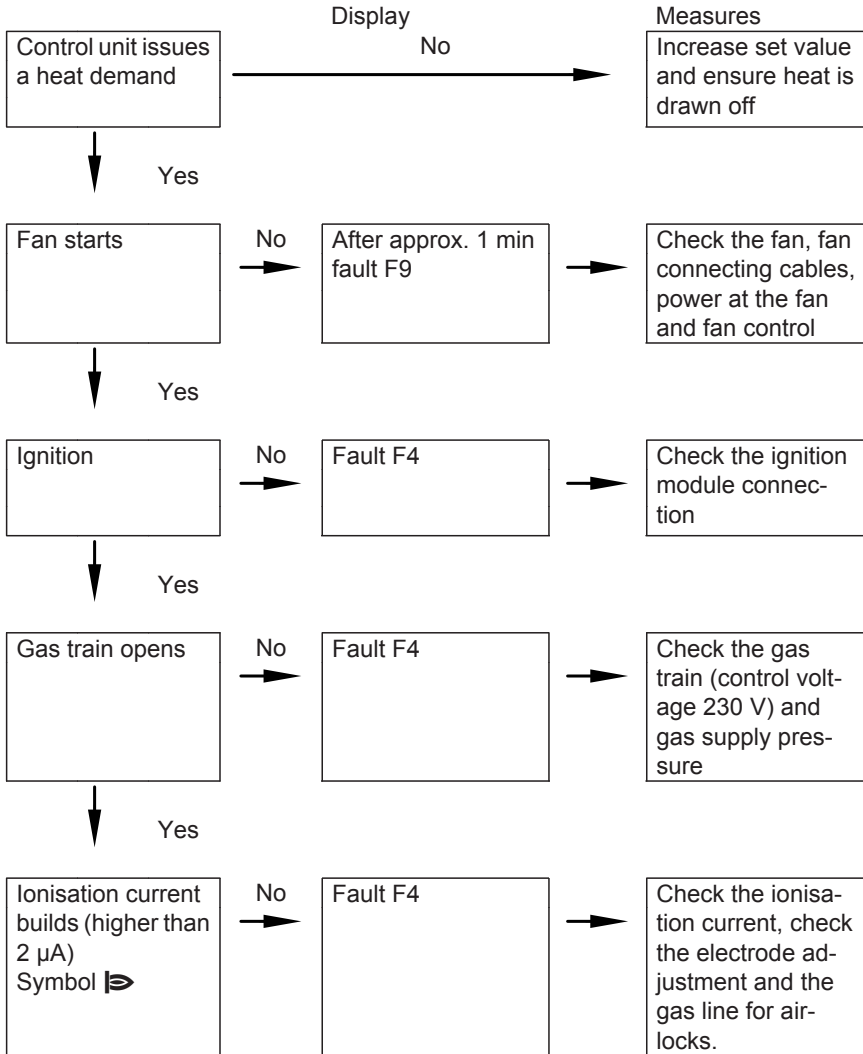 Display
Measures
Control unit issues
a heat demand
No
Increase set value
and ensure heat is
drawn off
Yes
Fan starts
No
After approx. 1 min
fault F9
Check the fan, fan
connecting cables,
power at the fan
and fan control
Yes
Ignition
No
Fault F4
Check the ignition
module connec-
tion
Yes
Gas train opens
No
Fault F4
Check the gas
train (control volt-
age 230 V) and
gas supply pres-
sure
Yes
Ionisation current
builds (higher than
2 µA)
Symbol
No
Fault F4
Check the ionisa-
tion current, check
the electrode ad-
justment and the
gas line for air-
locks.